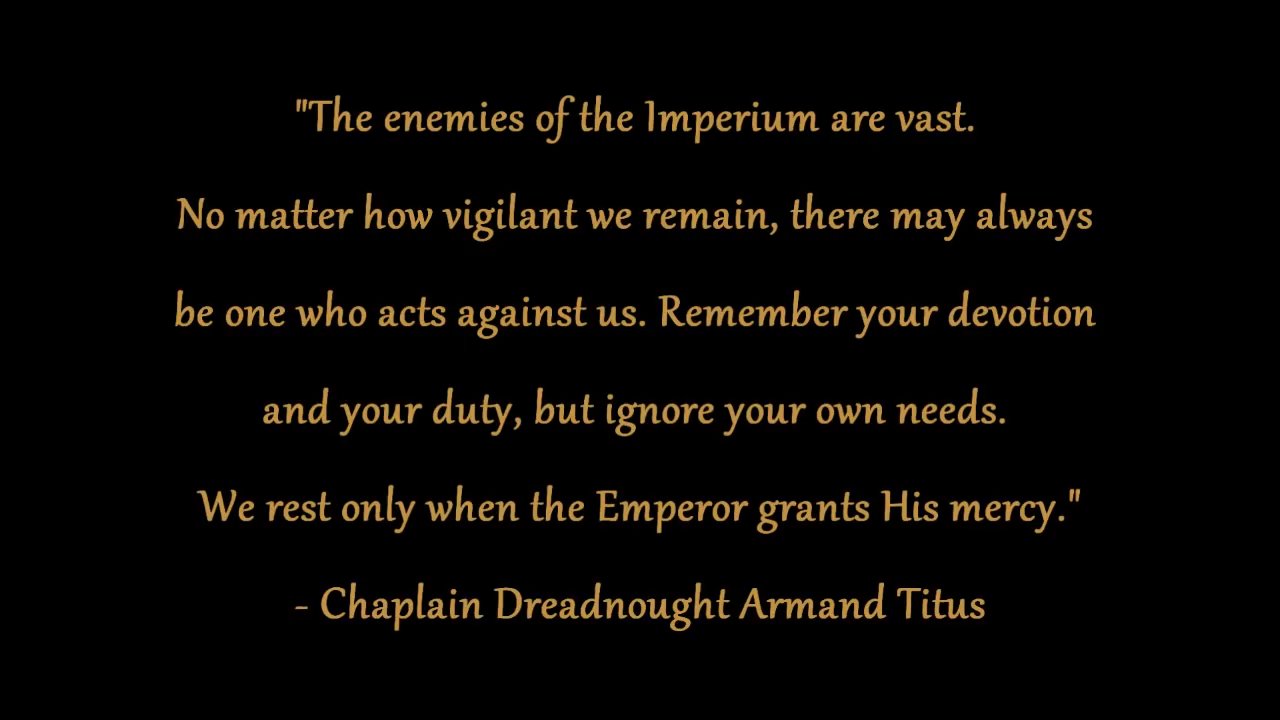 "The enemies of the Imperium are vast.
No matter how vigilant we remain, there may always
be one who acts against us. Remember your devotion
and your duty, but ignore your own needs.
We rest only when the Emperor grants His mercy."
- Chaplain Dreadnought Armand Titus